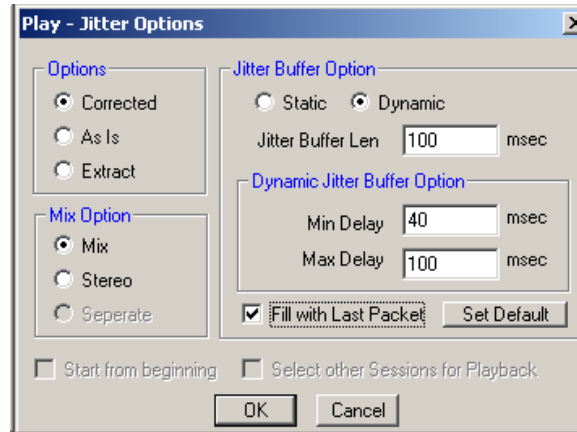 Play - Jitter Options
Options
Corrected
As Is
Extract
Mix Option
Mix
Stereo
Seperate
Jitter Buffer Option
Static Dynamic
Jitter Buffer Len 100 msec
Dynamic Jitter Buffer Option
Min Delay 40 msec
Max Delay 100 msec
Fill with Last Packet Set Default
Start from beginning Select other Sessions for Playback
OK Cancel